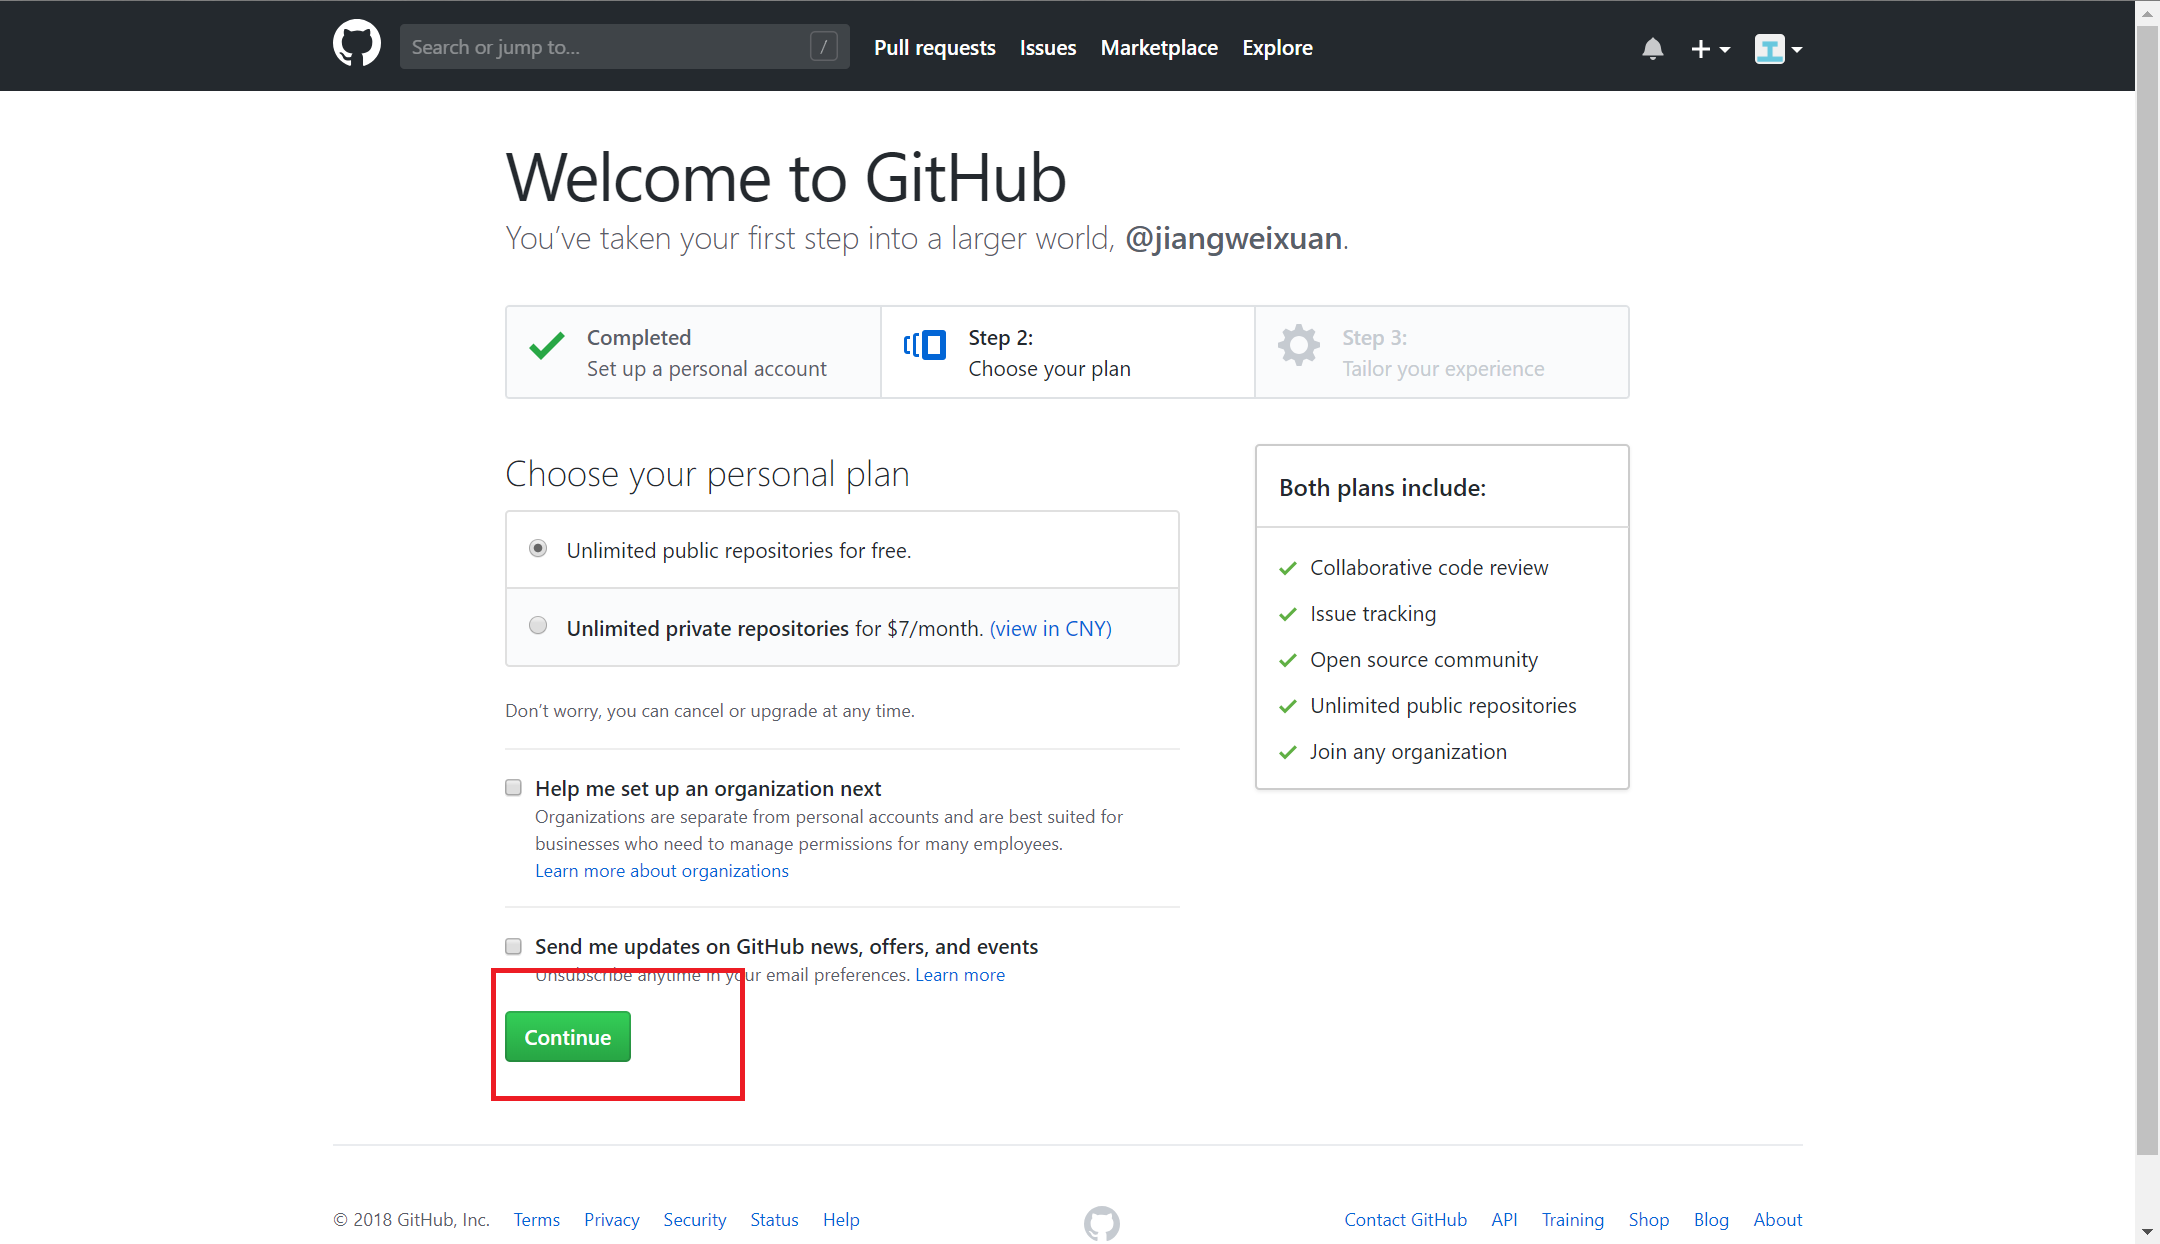 Search or jump to... /
Pull requests Issues Marketplace Explore
Welcome to GitHub
You’ve taken your first step into a larger world, @jiangweixuan.
Completed
Set up a personal account
Step 2:
Choose your plan
Step 3:
Tailor your experience
Choose your personal plan
Unlimited public repositories for free.
Unlimited private repositories for $7/month. (view in CNY)
Don’t worry, you can cancel or upgrade at any time.
Help me set up an organization next
Organizations are separate from personal accounts and are best suited for
businesses who need to manage permissions for many employees.
Learn more about organizations
Send me updates on GitHub news, offers, and events
Unsubscribe anytime in your email preferences. Learn more
Continue
Both plans include:
Collaborative code review
Issue tracking
Open source community
Unlimited public repositories
Join any organization
© 2018 GitHub, Inc. Terms Privacy Security Status Help
Contact GitHub API Training Shop Blog About